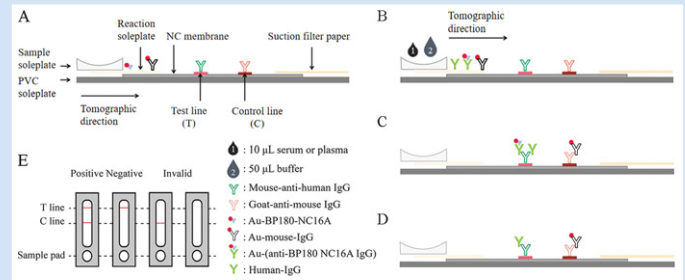 A
Reaction
soleplate
NC membrane
Suction filter paper
Sample
soleplate
PVC
soleplate
Tomographic
direction
Test line
(T)
Control line
(C)
B
Tomographic
direction
1
2
C
D
E
Positive Negative Invalid
T line
C line
Sample pad
1 : 10 μL serum or plasma
2 : 50 μL buffer
: Mouse-anti-human IgG
: Goat-anti-mouse IgG
: Au-BP180-NC16A
: Au-mouse-IgG
: Au-(anti-BP180 NC16A IgG)
: Human-IgG